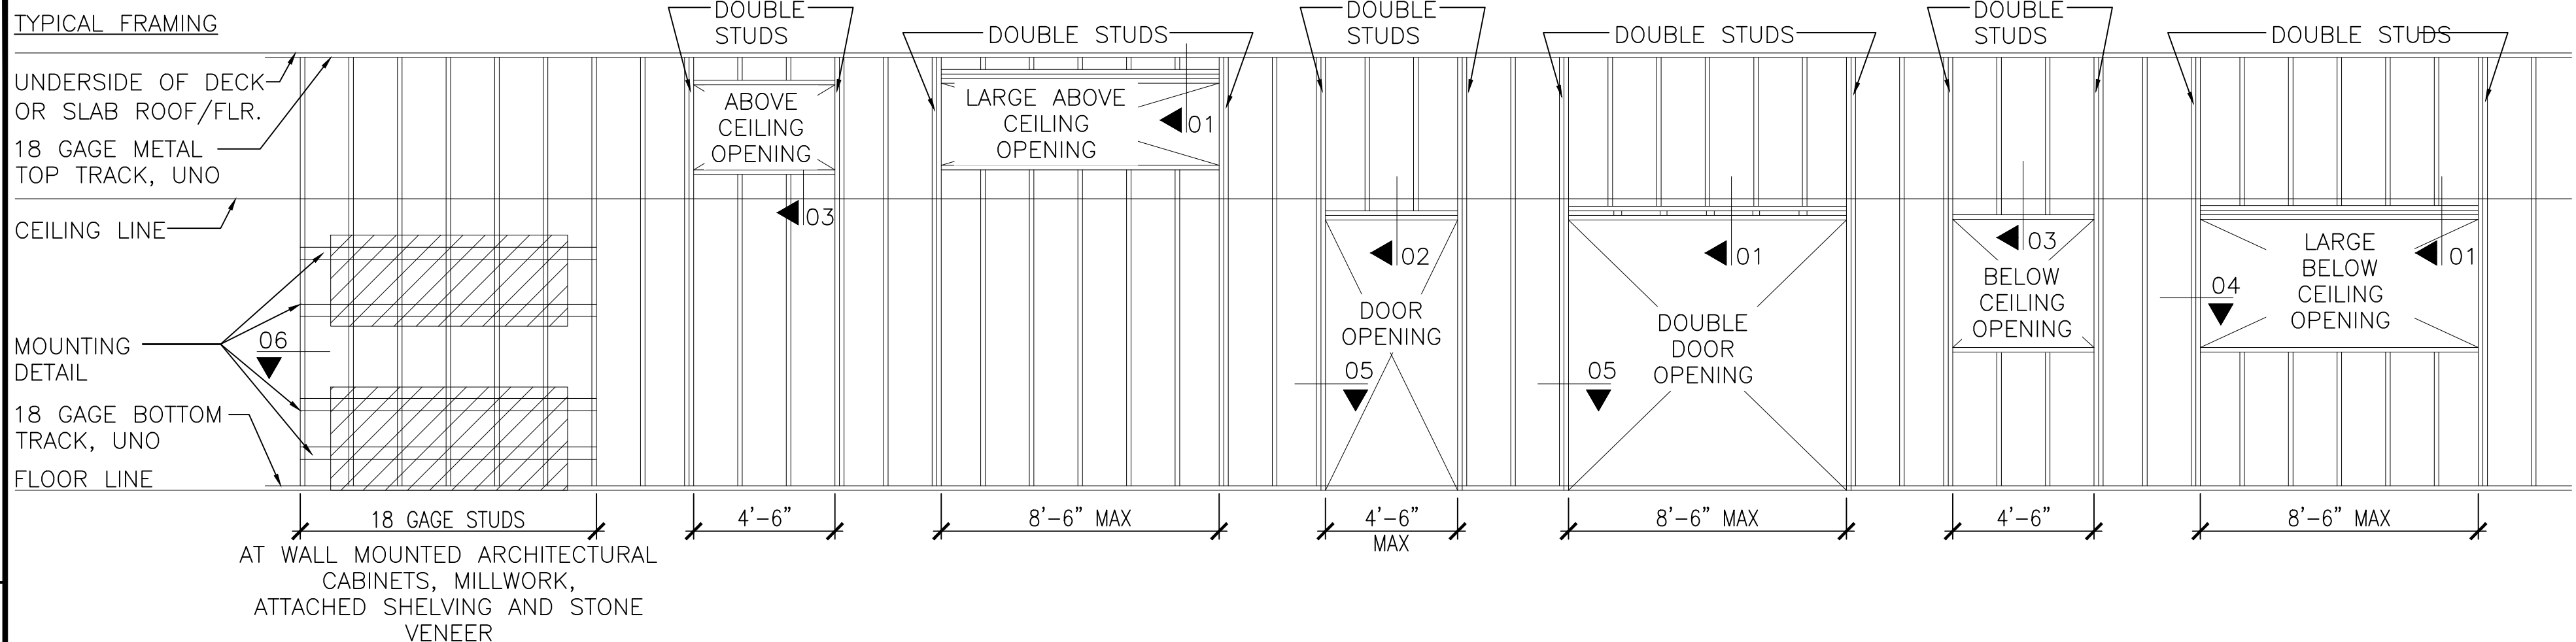 TYPICAL FRAMING
DOUBLE
STUDS
DOUBLE STUDS
DOUBLE
STUDS
DOUBLE STUDS
DOUBLE
STUDS
DOUBLE STUDS
UNDERSIDE OF DECK
OR SLAB ROOF/FLR.
18 GAGE METAL
TOP TRACK, UNO
CEILING LINE
MOUNTING
DETAIL
18 GAGE BOTTOM
TRACK, UNO
FLOOR LINE
06
ABOVE
CEILING
OPENING
03
LARGE ABOVE
CEILING
OPENING
01
02
DOOR
OPENING
05
01
DOUBLE
DOOR
OPENING
05
03
BELOW
CEILING
OPENING
04
LARGE
BELOW
CEILING
OPENING
01
18 GAGE STUDS
AT WALL MOUNTED ARCHITECTURAL
CABINETS, MILLWORK,
ATTACHED SHELVING AND STONE
VENEER
4'-6"
8'-6" MAX
4'-6"
MAX
8'-6" MAX
4'-6"
8'-6" MAX